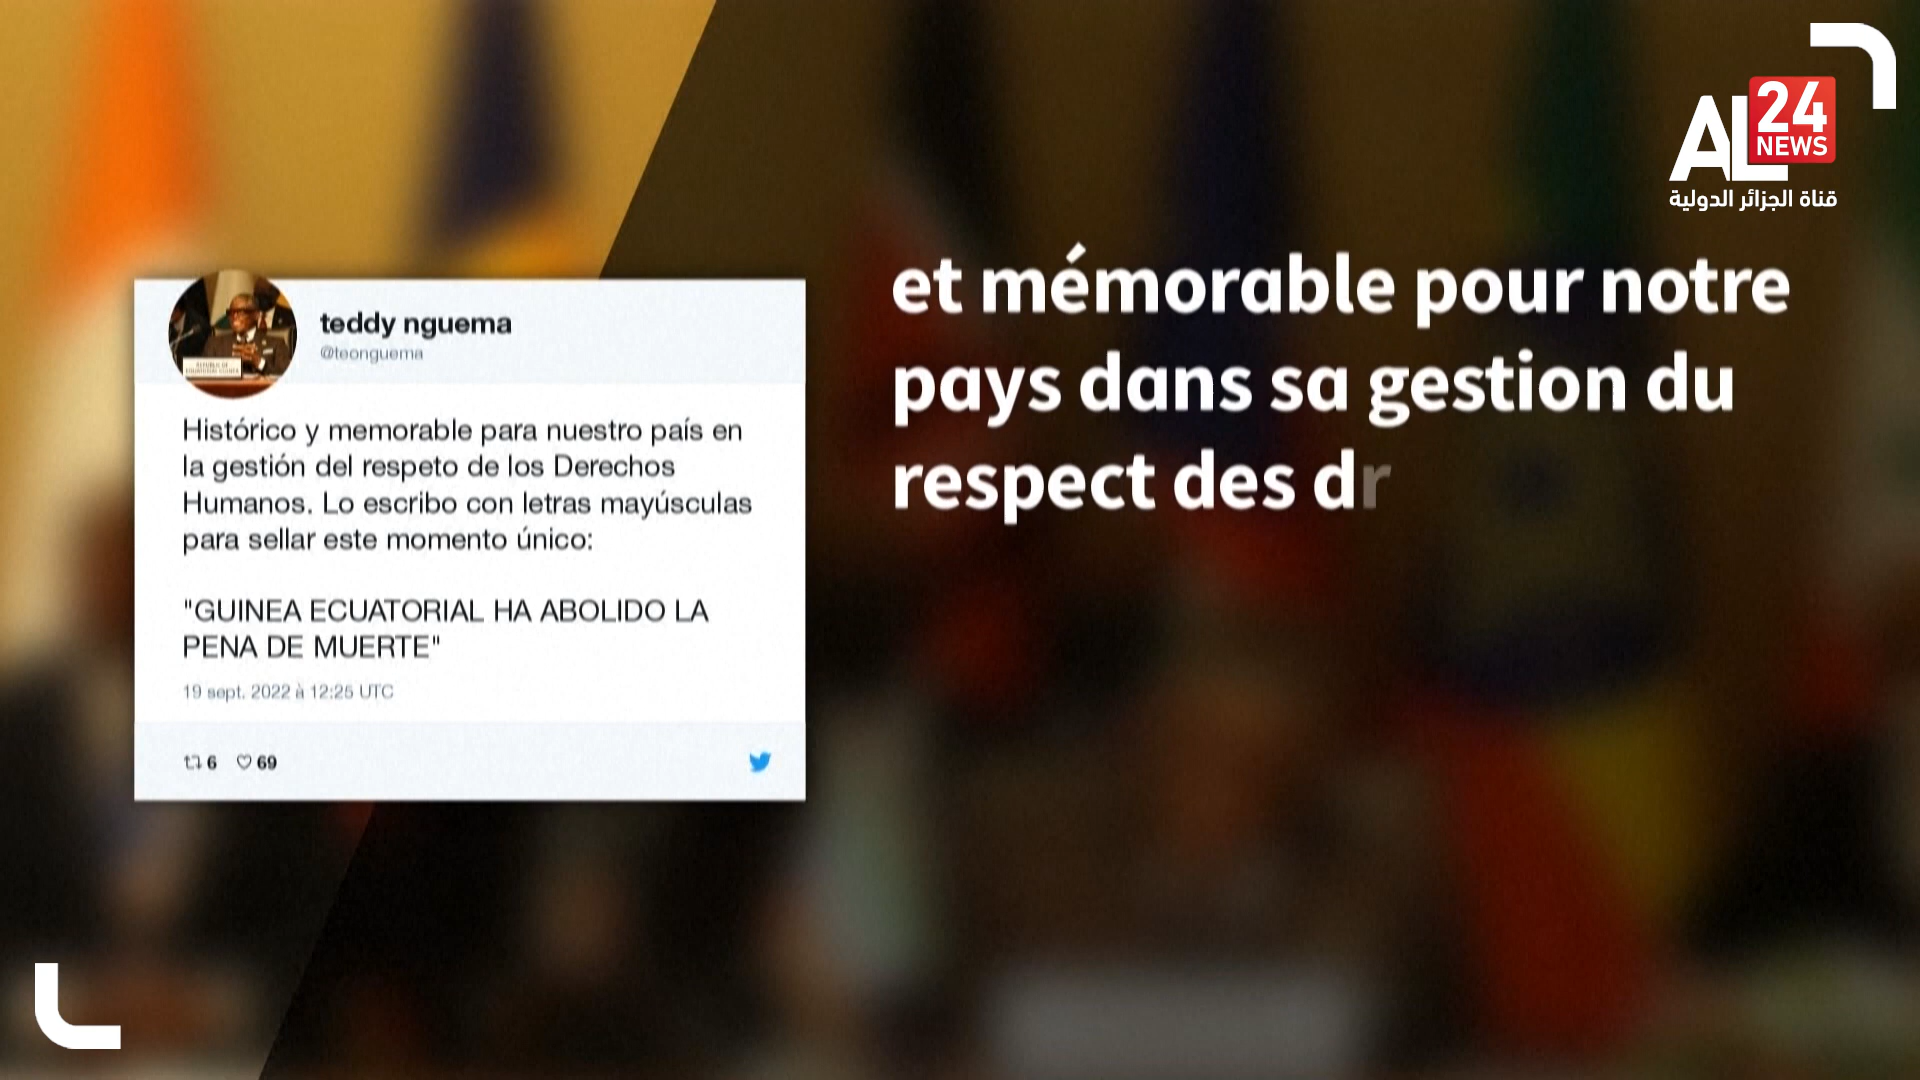 24
AL NEWS
قناة الجزائر الدولية
teddy nguema
@teonguema
Histórico y memorable para nuestro país en
la gestión del respeto de los Derechos
Humanos. Lo escribo con letras mayúsculas
para sellar este momento único:
"GUINEA ECUATORIAL HA ABOLIDO LA
PENA DE MUERTE"
19 sept. 2022 à 12:25 UTC
6 69
et mémorable pour notre
pays dans sa gestion du
respect des dr